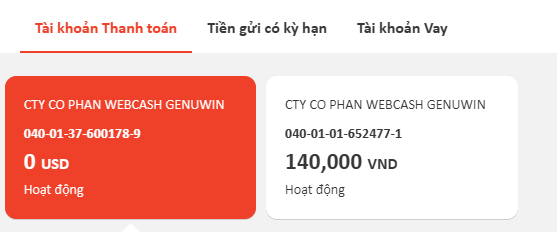 Tài khoản Thanh toán Tiền gửi có kỳ hạn Tài khoản Vay
CTY CO PHAN WEBCASH GENUWIN
040-01-37-600178-9
0 USD
Hoạt động
CTY CO PHAN WEBCASH GENUWIN
040-01-01-652477-1
140,000 VND
Hoạt động